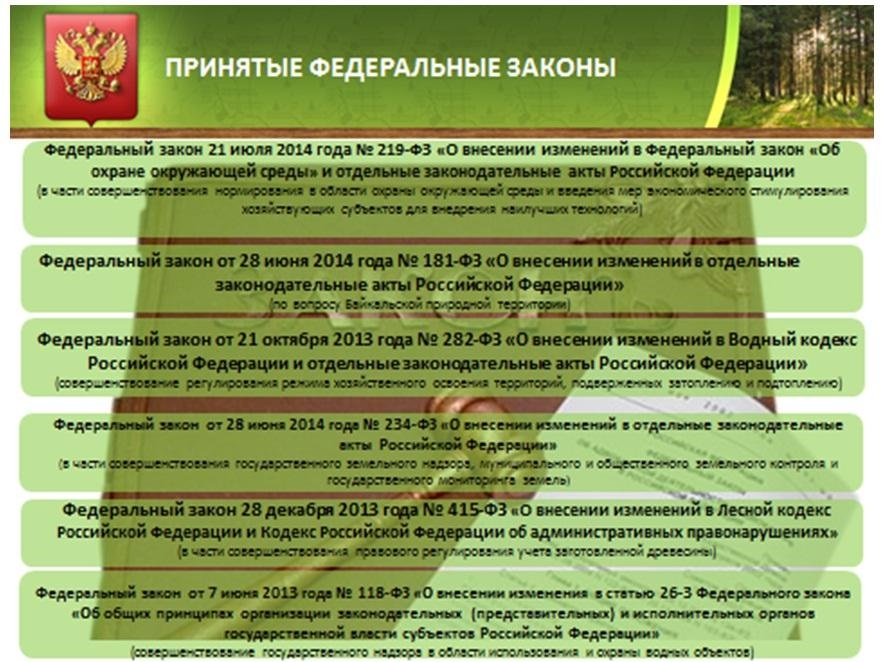 ПРИНЯТЫЕ ФЕДЕРАЛЬНЫЕ ЗАКОНЫ
Федеральный закон 21 июля 2014 года № 219-ФЗ «О внесении изменений в Федеральный закон «Об
охране окружающей среды» и отдельные законодательные акты Российской Федерации
(в части совершенствования нормирования в области охраны окружающей среды и введения мер экономического стимулирования
хозяйствующих субъектов для внедрения наилучших технологий)
Федеральный закон от 28 июня 2014 года № 181-ФЗ «О внесении изменений в отдельные
законодательные акты Российской Федерации»
(по вопросу Байкальской природной территории)
Федеральный закон от 21 октября 2013 года № 282-ФЗ «О внесении изменений в Водный кодекс
Российской Федерации и отдельные законодательные акты Российской Федерации»
(совершенствование регулирования режима хозяйственного освоения территорий, подверженных затоплению и подтоплению)
Федеральный закон от 28 июня 2014 года № 234-ФЗ «О внесении изменений в отдельные законодательные
акты Российской Федерации»
(в части совершенствования государственного земельного надзора, муниципального и общественного земельного контроля и
государственного мониторинга земель)
Федеральный закон 28 декабря 2013 года № 415-ФЗ «О внесении изменений в Лесной кодекс
Российской Федерации и Кодекс Российской Федерации об административных правонарушениях»
(в части совершенствования правового регулирования учета заготовленной древесины)
Федеральный закон от 7 июня 2013 года № 118-ФЗ «О внесении изменения в статью 26-3 Федерального закона
«Об общих принципах организации законодательных (представительных) и исполнительных органов
государственной власти субъектов Российской Федерации»
(совершенствование государственного надзора в области использования и охраны водных объектов)